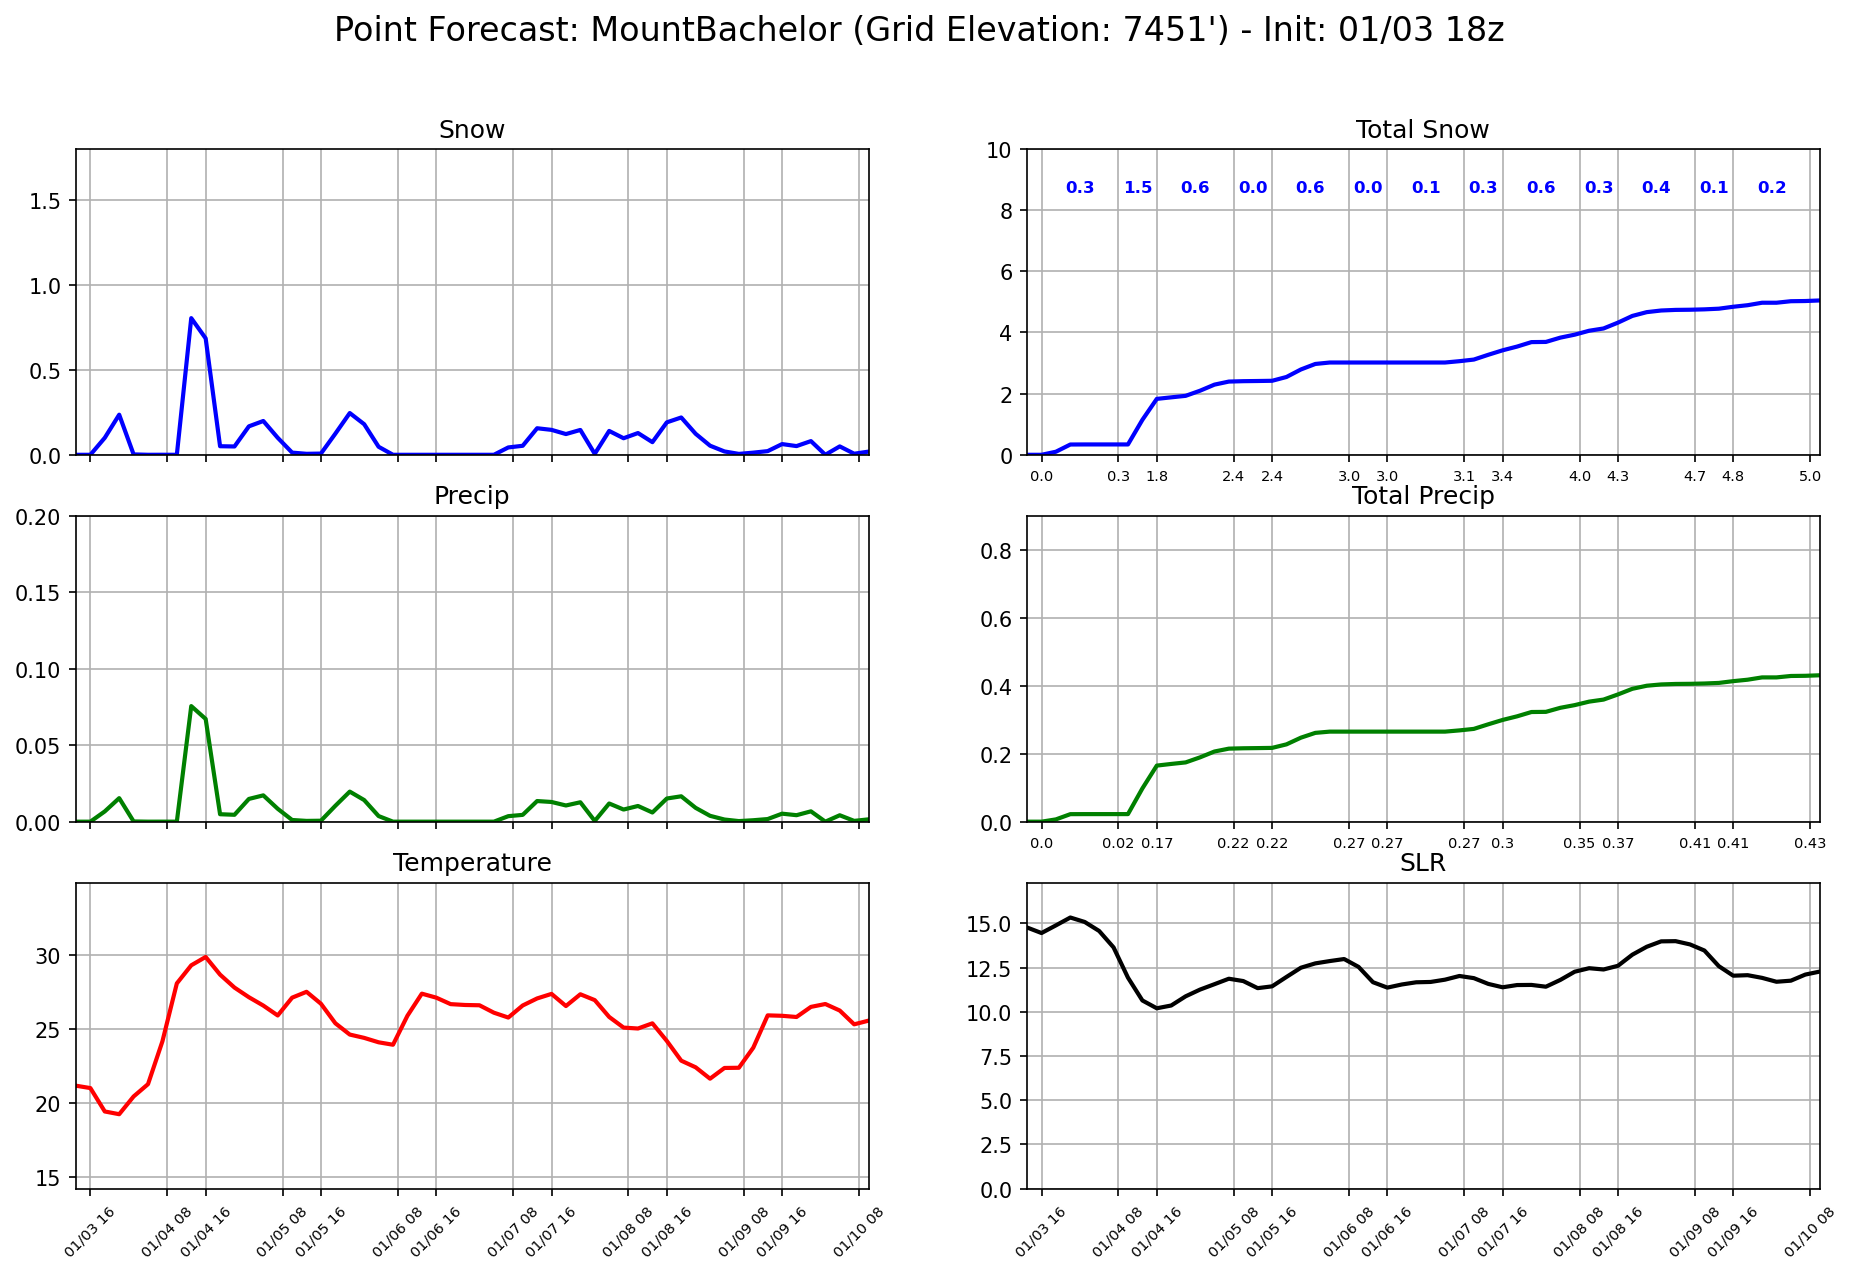 Point Forecast: MountBachelor (Grid Elevation: 7451') - Init: 01/03 18z
Snow
1.5
1.0
0.5
0.0
Total Snow
10
8
6
4
2
0
0.3 1.5 0.6 0.0 0.6 0.0 0.1 0.3 0.6 0.3 0.4 0.1 0.2
0.0 0.3 1.8 2.4 2.4 3.0 3.0 3.1 3.4 4.0 4.3 4.7 4.8 5.0
Precip
0.20
0.15
0.10
0.05
0.00
Total Precip
0.8
0.6
0.4
0.2
0.0
0.0 0.02 0.17 0.22 0.22 0.27 0.27 0.27 0.3 0.35 0.37 0.41 0.41 0.43
Temperature
30
25
20
15
01/03 16 01/04 08 01/04 16 01/05 08 01/05 16 01/06 08 01/06 16 01/07 08 01/07 16 01/08 08 01/08 16 01/09 08 01/09 16 01/10 08
SLR
15.0
12.5
10.0
7.5
5.0
2.5
0.0
01/03 16 01/04 08 01/04 16 01/05 08 01/05 16 01/06 08 01/06 16 01/07 08 01/07 16 01/08 08 01/08 16 01/09 08 01/09 16 01/10 08